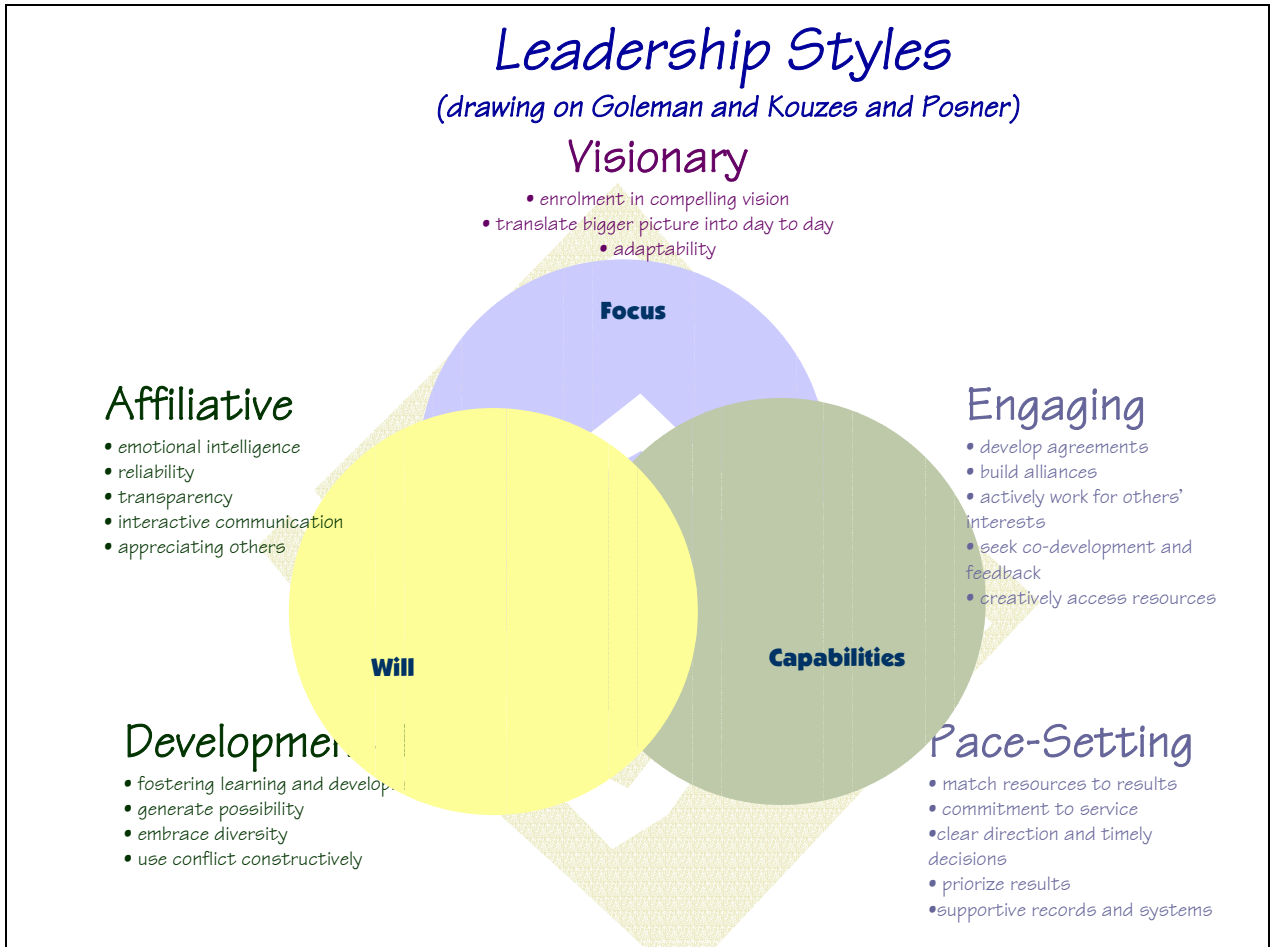 Leadership Styles
(drawing on Goleman and Kouzes and Posner)
Visionary
• enrolment in compelling vision
• translate bigger picture into day to day
• adaptability
Focus
Affiliative
• emotional intelligence
• reliability
• transparency
• interactive communication
• appreciating others
Engaging
• develop agreements
• build alliances
• actively work for others’
interests
• seek co-development and
feedback
• creatively access resources
Will
Capabilities
• fostering learning and
• generate possibility
• embrace diversity
• use conflict constructively
Pace-Setting
• match resources to results
• commitment to service
•clear direction and timely
decisions
• priorize results
•supportive records and systems